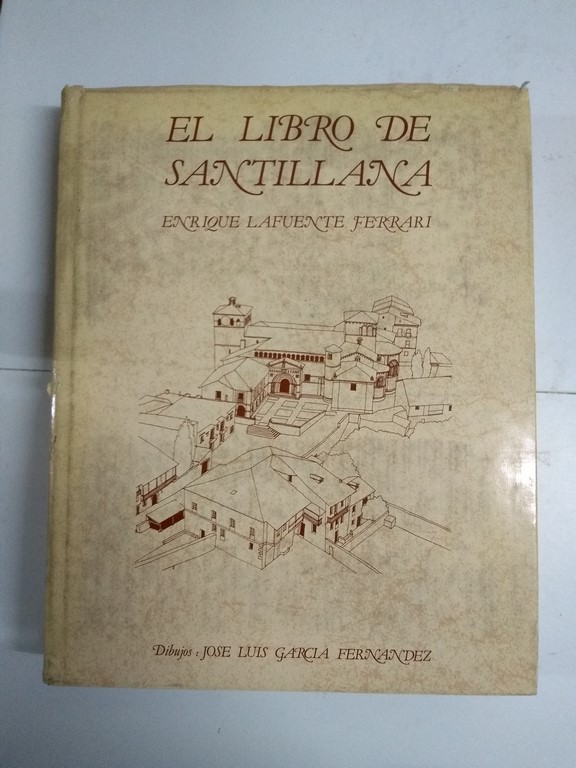 EL LIBRO DE
SANTILLANA
ENRIQUE LAFUENTE FERRARI
Dibujos: JOSE LUIS GARCIA FERNANDEZ